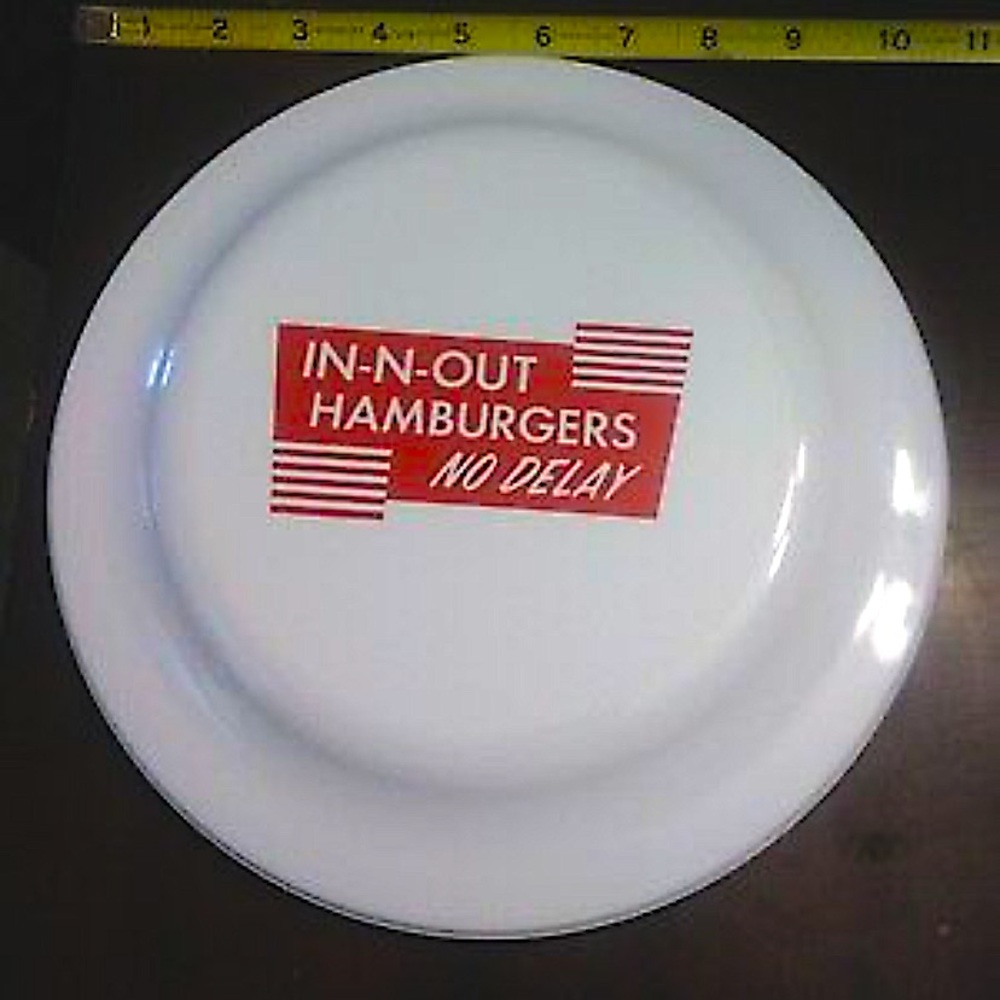 1 2 3 4 5 6 7 8 9 10 11
IN-N-OUT
HAMBURGERS
NO DELAY